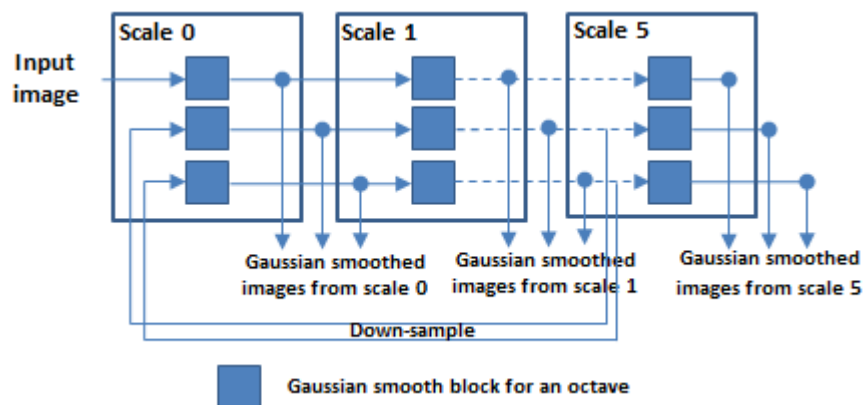 Scale 0
Scale 1
Scale 5
Input
image
Gaussian smoothed
images from scale 0
Gaussian smoothed
images from scale 1
Gaussian smoothed
images from scale 5
Down-sample
Gaussian smooth block for an octave